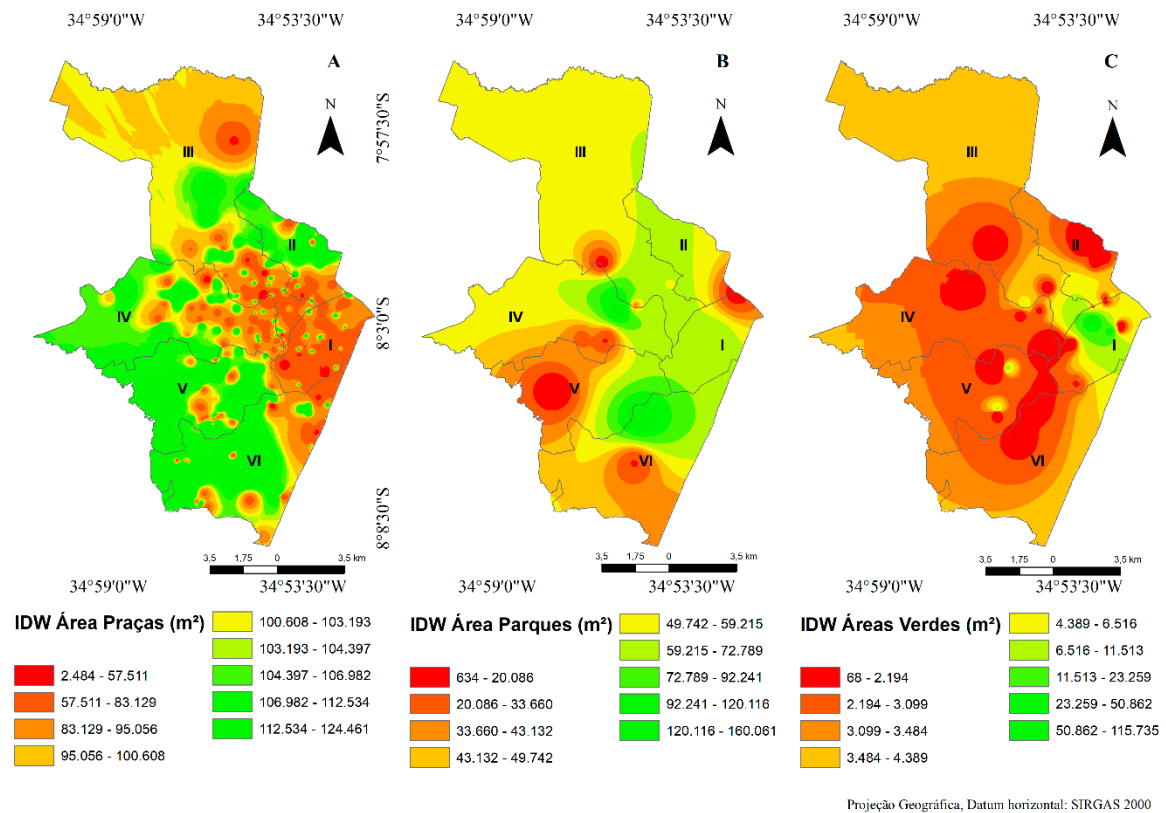 34°59'0"W 34°53'30"W 34°59'0"W 34°53'30"W 34°59'0"W 34°53'30"W
A B C
N N N
7°57'30"S 7°57'30"S
III III III
II II II
IV IV IV
8°3'0"S 8°3'0"S
I I I
V V V
VI VI VI
8°8'30"S 8°8'30"S
3,5 1,75 0 3,5 km 3,5 1,75 0 3,5 km 3,5 1,75 0 3,5 km
34°59'0"W 34°53'30"W 34°59'0"W 34°53'30"W 34°59'0"W 34°53'30"W
IDW Área Praças (m²)
2.484 - 57.511
57.511 - 83.129
83.129 - 95.056
95.056 - 100.608
100.608 - 103.193
103.193 - 104.397
104.397 - 106.982
106.982 - 112.534
112.534 - 124.461
IDW Área Parques (m²)
634 - 20.086
20.086 - 33.660
33.660 - 43.132
43.132 - 49.742
49.742 - 59.215
59.215 - 72.789
72.789 - 92.241
92.241 - 120.116
120.116 - 160.061
IDW Áreas Verdes (m²)
68 - 2.194
2.194 - 3.099
3.099 - 3.484
3.484 - 4.389
4.389 - 6.516
6.516 - 11.513
11.513 - 23.259
23.259 - 50.862
50.862 - 115.735
Projeção Geográfica, Datum horizontal: SIRGAS 2000